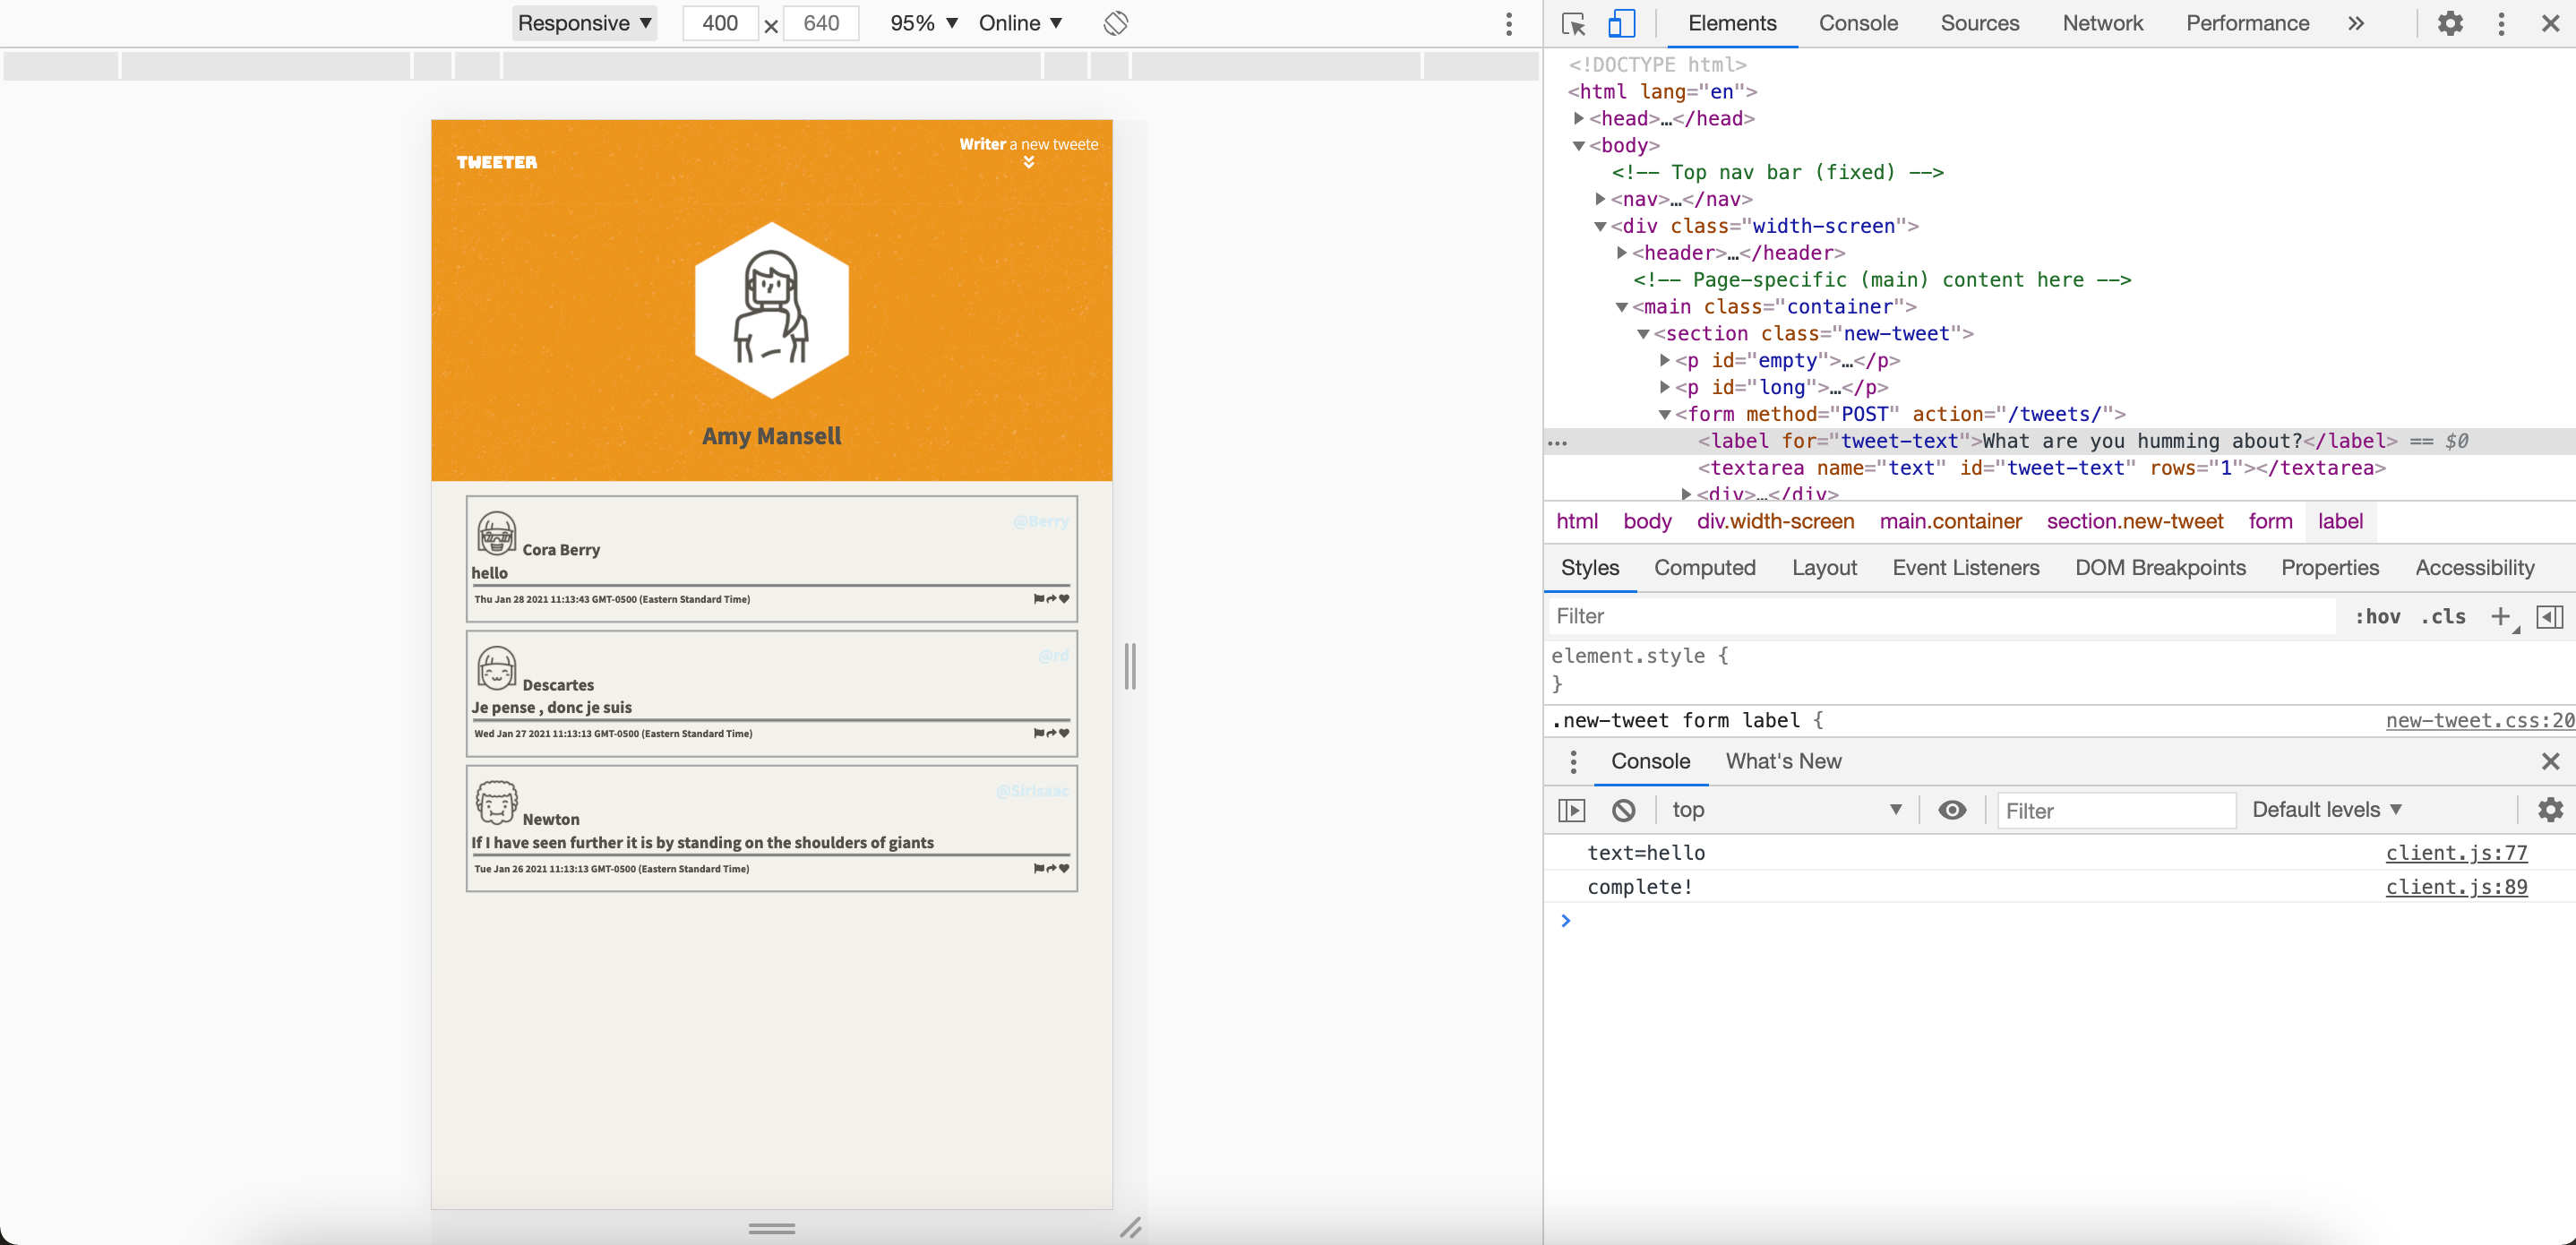 Responsive ▼ 400 × 640 95% ▼ Online ▼
TWEETER
Writer a new tweete
Amy Mansell
@Berry
Cora Berry
hello
Thu Jan 28 2021 11:13:43 GMT-0500 (Eastern Standard Time)
@rd
Descartes
Je pense , donc je suis
Wed Jan 27 2021 11:13:13 GMT-0500 (Eastern Standard Time)
@SirIsaac
Newton
If I have seen further it is by standing on the shoulders of giants
Tue Jan 26 2021 11:13:13 GMT-0500 (Eastern Standard Time)
Elements Console Sources Network Performance »
<!DOCTYPE html>
<html lang="en">
<head>…</head>
<body>
<!-- Top nav bar (fixed) -->
<nav>…</nav>
<div class="width-screen">
<header>…</header>
<!-- Page-specific (main) content here -->
<main class="container">
<section class="new-tweet">
<p id="empty">…</p>
<p id="long">…</p>
<form method="POST" action="/tweets/">
<label for="tweet-text">What are you humming about?</label> == $0
<textarea name="text" id="tweet-text" rows="1"></textarea>
<div>…</div>
html body div.width-screen main.container section.new-tweet form label
Styles Computed Layout Event Listeners DOM Breakpoints Properties Accessibility
Filter :hov .cls +
element.style {
}
.new-tweet form label { new-tweet.css:20
Console What's New
top ▼ Filter Default levels ▼
text=hello client.js:77
complete! client.js:89